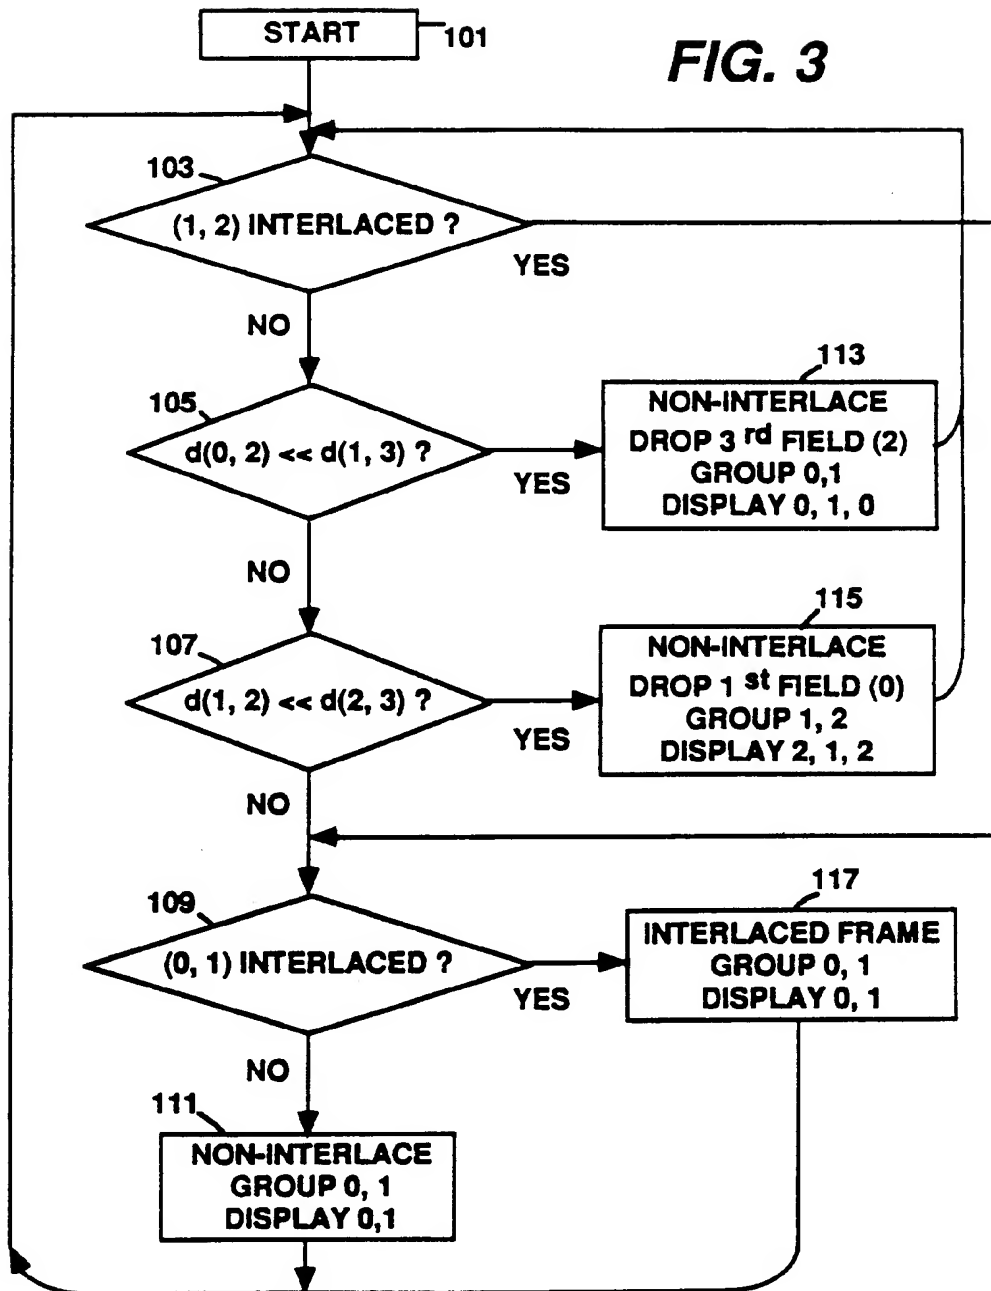 START
101
FIG. 3
103
(1, 2) INTERLACED ?
YES
NO
105
d(0, 2) << d(1, 3) ?
YES
113
NON-INTERLACE
DROP 3 rd FIELD (2)
GROUP 0,1
DISPLAY 0, 1, 0
NO
107
d(1, 2) << d(2, 3) ?
YES
115
NON-INTERLACE
DROP 1 st FIELD (0)
GROUP 1, 2
DISPLAY 2, 1, 2
NO
109
(0, 1) INTERLACED ?
YES
117
INTERLACED FRAME
GROUP 0, 1
DISPLAY 0, 1
NO
111
NON-INTERLACE
GROUP 0, 1
DISPLAY 0,1